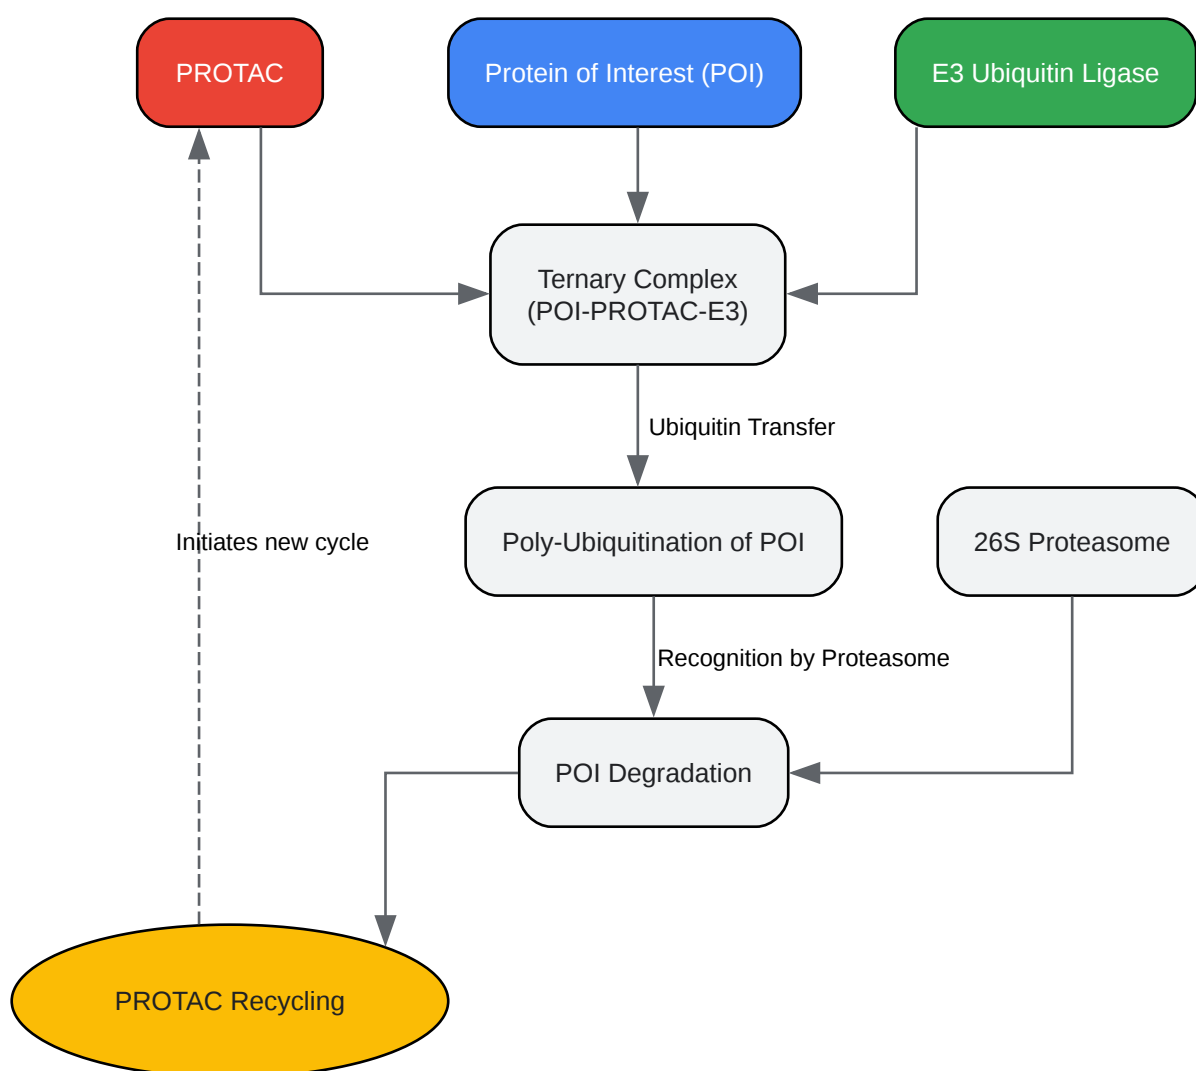 PROTAC
Protein of Interest (POI)
E3 Ubiquitin Ligase
Ternary Complex
(POI-PROTAC-E3)
Ubiquitin Transfer
Initiates new cycle
Poly-Ubiquitination of POI
26S Proteasome
Recognition by Proteasome
POI Degradation
PROTAC Recycling